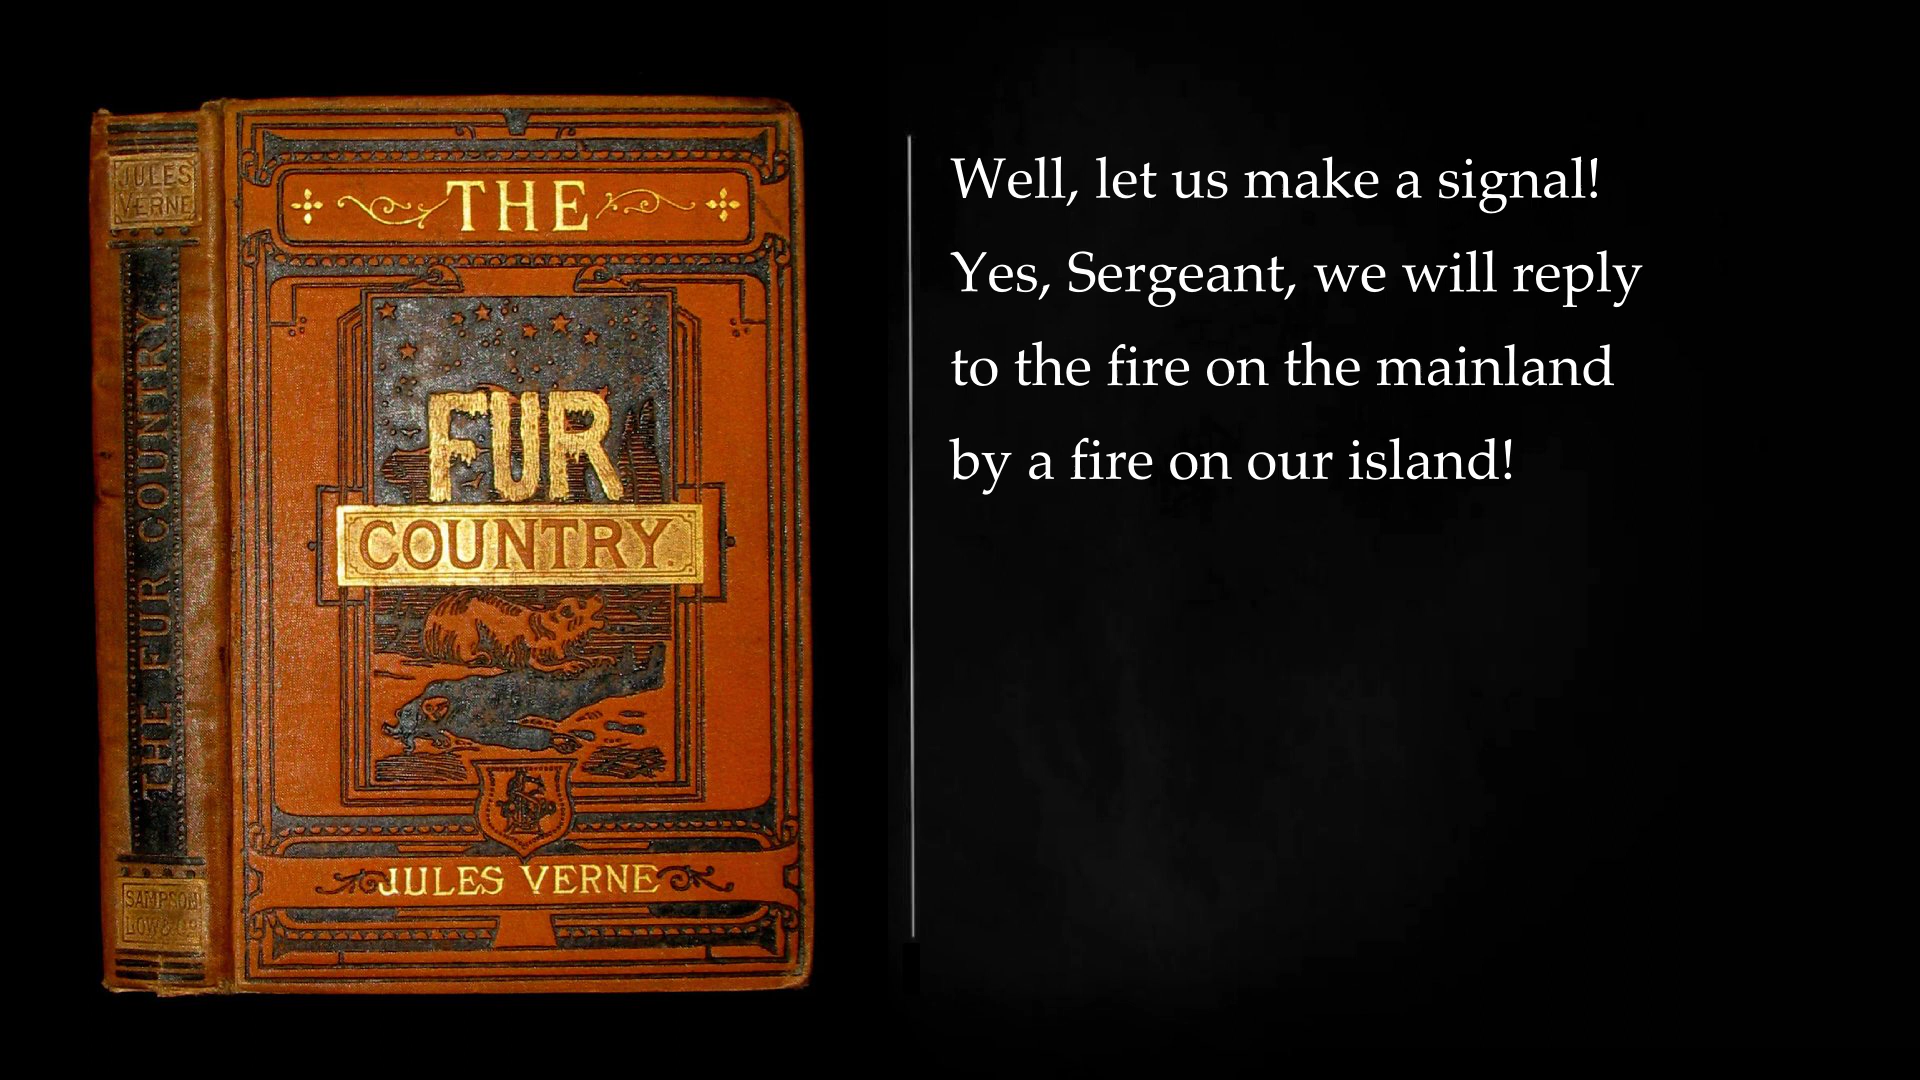 JULES
VERNE
THE FUR COUNTRY.
SAMPSON
LOW & Co
THE
FUR
COUNTRY.
JULES VERNE
Well, let us make a signal!
Yes, Sergeant, we will reply
to the fire on the mainland
by a fire on our island!